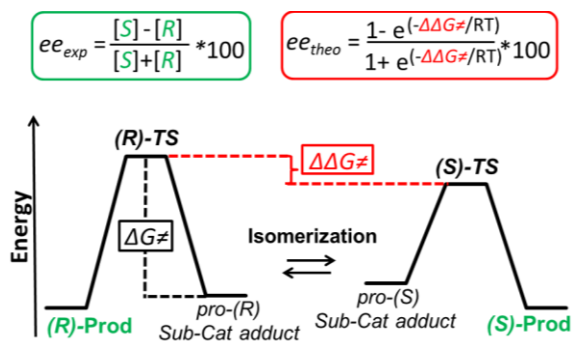 ee_exp = [S]-[R] / [S]+[R] *100
ee_theo = 1- e^(-ΔΔG≠/RT) / 1+ e^(-ΔΔG≠/RT) *100
(R)-TS
ΔΔG≠
(S)-TS
Energy
ΔG≠
Isomerization
pro-(R)
Sub-Cat adduct
pro-(S)
Sub-Cat adduct
(R)-Prod
(S)-Prod